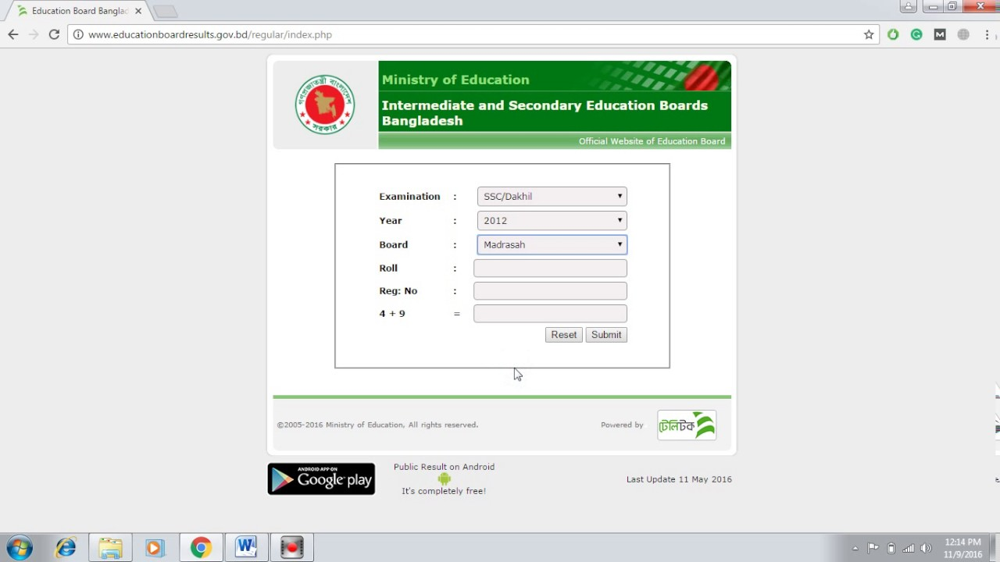 Education Board Banglad
www.educationboardresults.gov.bd/regular/index.php
গণপ্রজাতন্ত্রী বাংলাদেশ
সরকার
Ministry of Education
Intermediate and Secondary Education Boards
Bangladesh
Official Website of Education Board
Examination : SSC/Dakhil
Year : 2012
Board : Madrasah
Roll :
Reg: No :
4 + 9 =
Reset Submit
©2005-2016 Ministry of Education, All rights reserved.
Powered by টেলিটক
ANDROID APP ON
Google play
Public Result on Android
It's completely free!
Last Update 11 May 2016
12:14 PM
11/9/2016